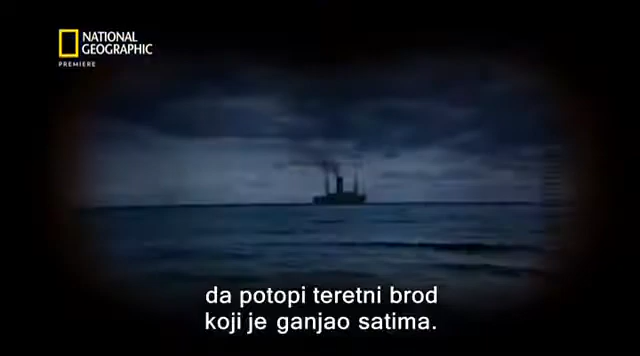 NATIONAL
GEOGRAPHIC
PREMIERE
da potopi teretni brod
koji je ganjao satima.